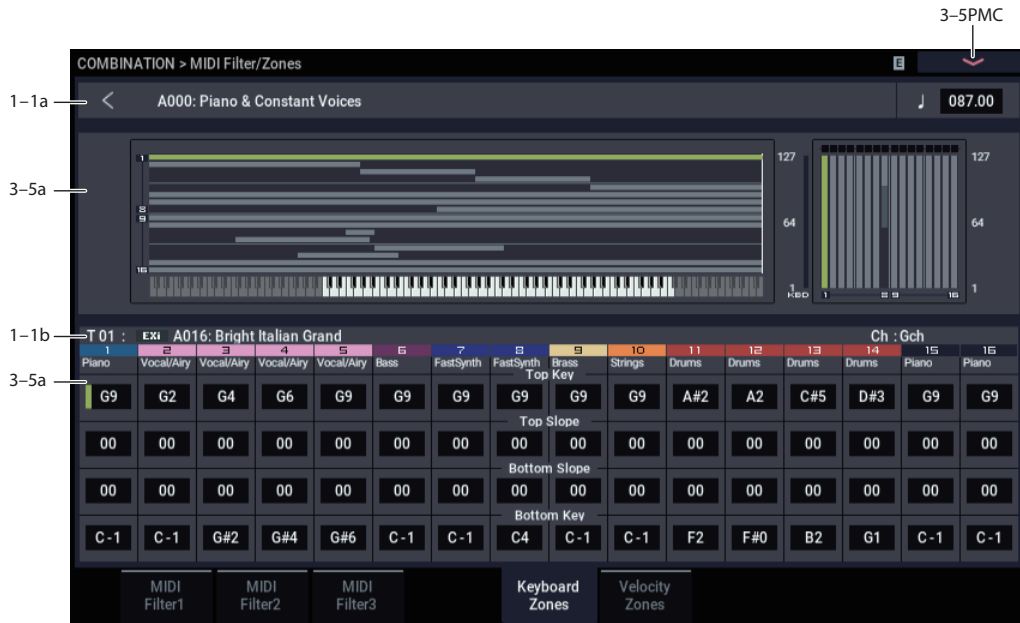 3–5PMC
COMBINATION > MIDI Filter/Zones
E
1–1a
A000: Piano & Constant Voices
♩ 087.00
3–5a
1
8
9
16
127
64
1
KBD
1 8 9 16
127
64
1
1–1b
T 01 : EXi A016: Bright Italian Grand
Ch : Gch
1 2 3 4 5 6 7 8 9 10 11 12 13 14 15 16
Piano Vocal/Airy Vocal/Airy Vocal/Airy Vocal/Airy Bass FastSynth FastSynth Brass Strings Drums Drums Drums Drums Piano Piano
3–5a
Top Key
G9 G2 G4 G6 G9 G9 G9 G9 G9 G9 A#2 A2 C#5 D#3 G9 G9
Top Slope
00 00 00 00 00 00 00 00 00 00 00 00 00 00 00 00
Bottom Slope
00 00 00 00 00 00 00 00 00 00 00 00 00 00 00 00
Bottom Key
C-1 C-1 G#2 G#4 G#6 C-1 C-1 C4 C-1 C-1 F2 F#0 B2 G1 C-1 C-1
MIDI Filter1
MIDI Filter2
MIDI Filter3
Keyboard Zones
Velocity Zones